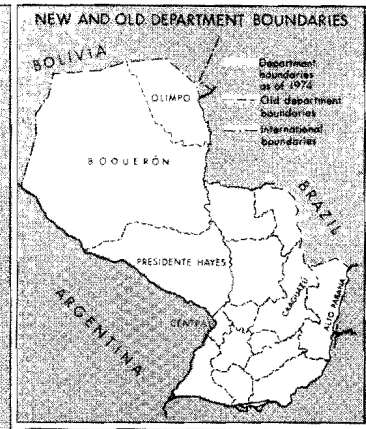 NEW AND OLD DEPARTMENT BOUNDARIES
BOLIVIA
Department
boundaries
as of 1974
Old department
boundaries
International
boundaries
OLIMPO
BOQUERÓN
BRAZIL
PRESIDENTE HAYES
CAAGUAZÚ
ALTO PARANÁ
ARGENTINA
CENTRAL